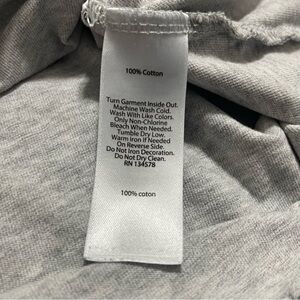 100% Cotton
Turn Garment Inside Out.
Machine Wash Cold.
Wash With Like Colors.
Only Non-Chlorine
Bleach When Needed.
Tumble Dry Low.
Warm Iron If Needed
On Reverse Side.
Do Not Iron Decoration.
Do Not Dry Clean.
RN 134578
100% coton